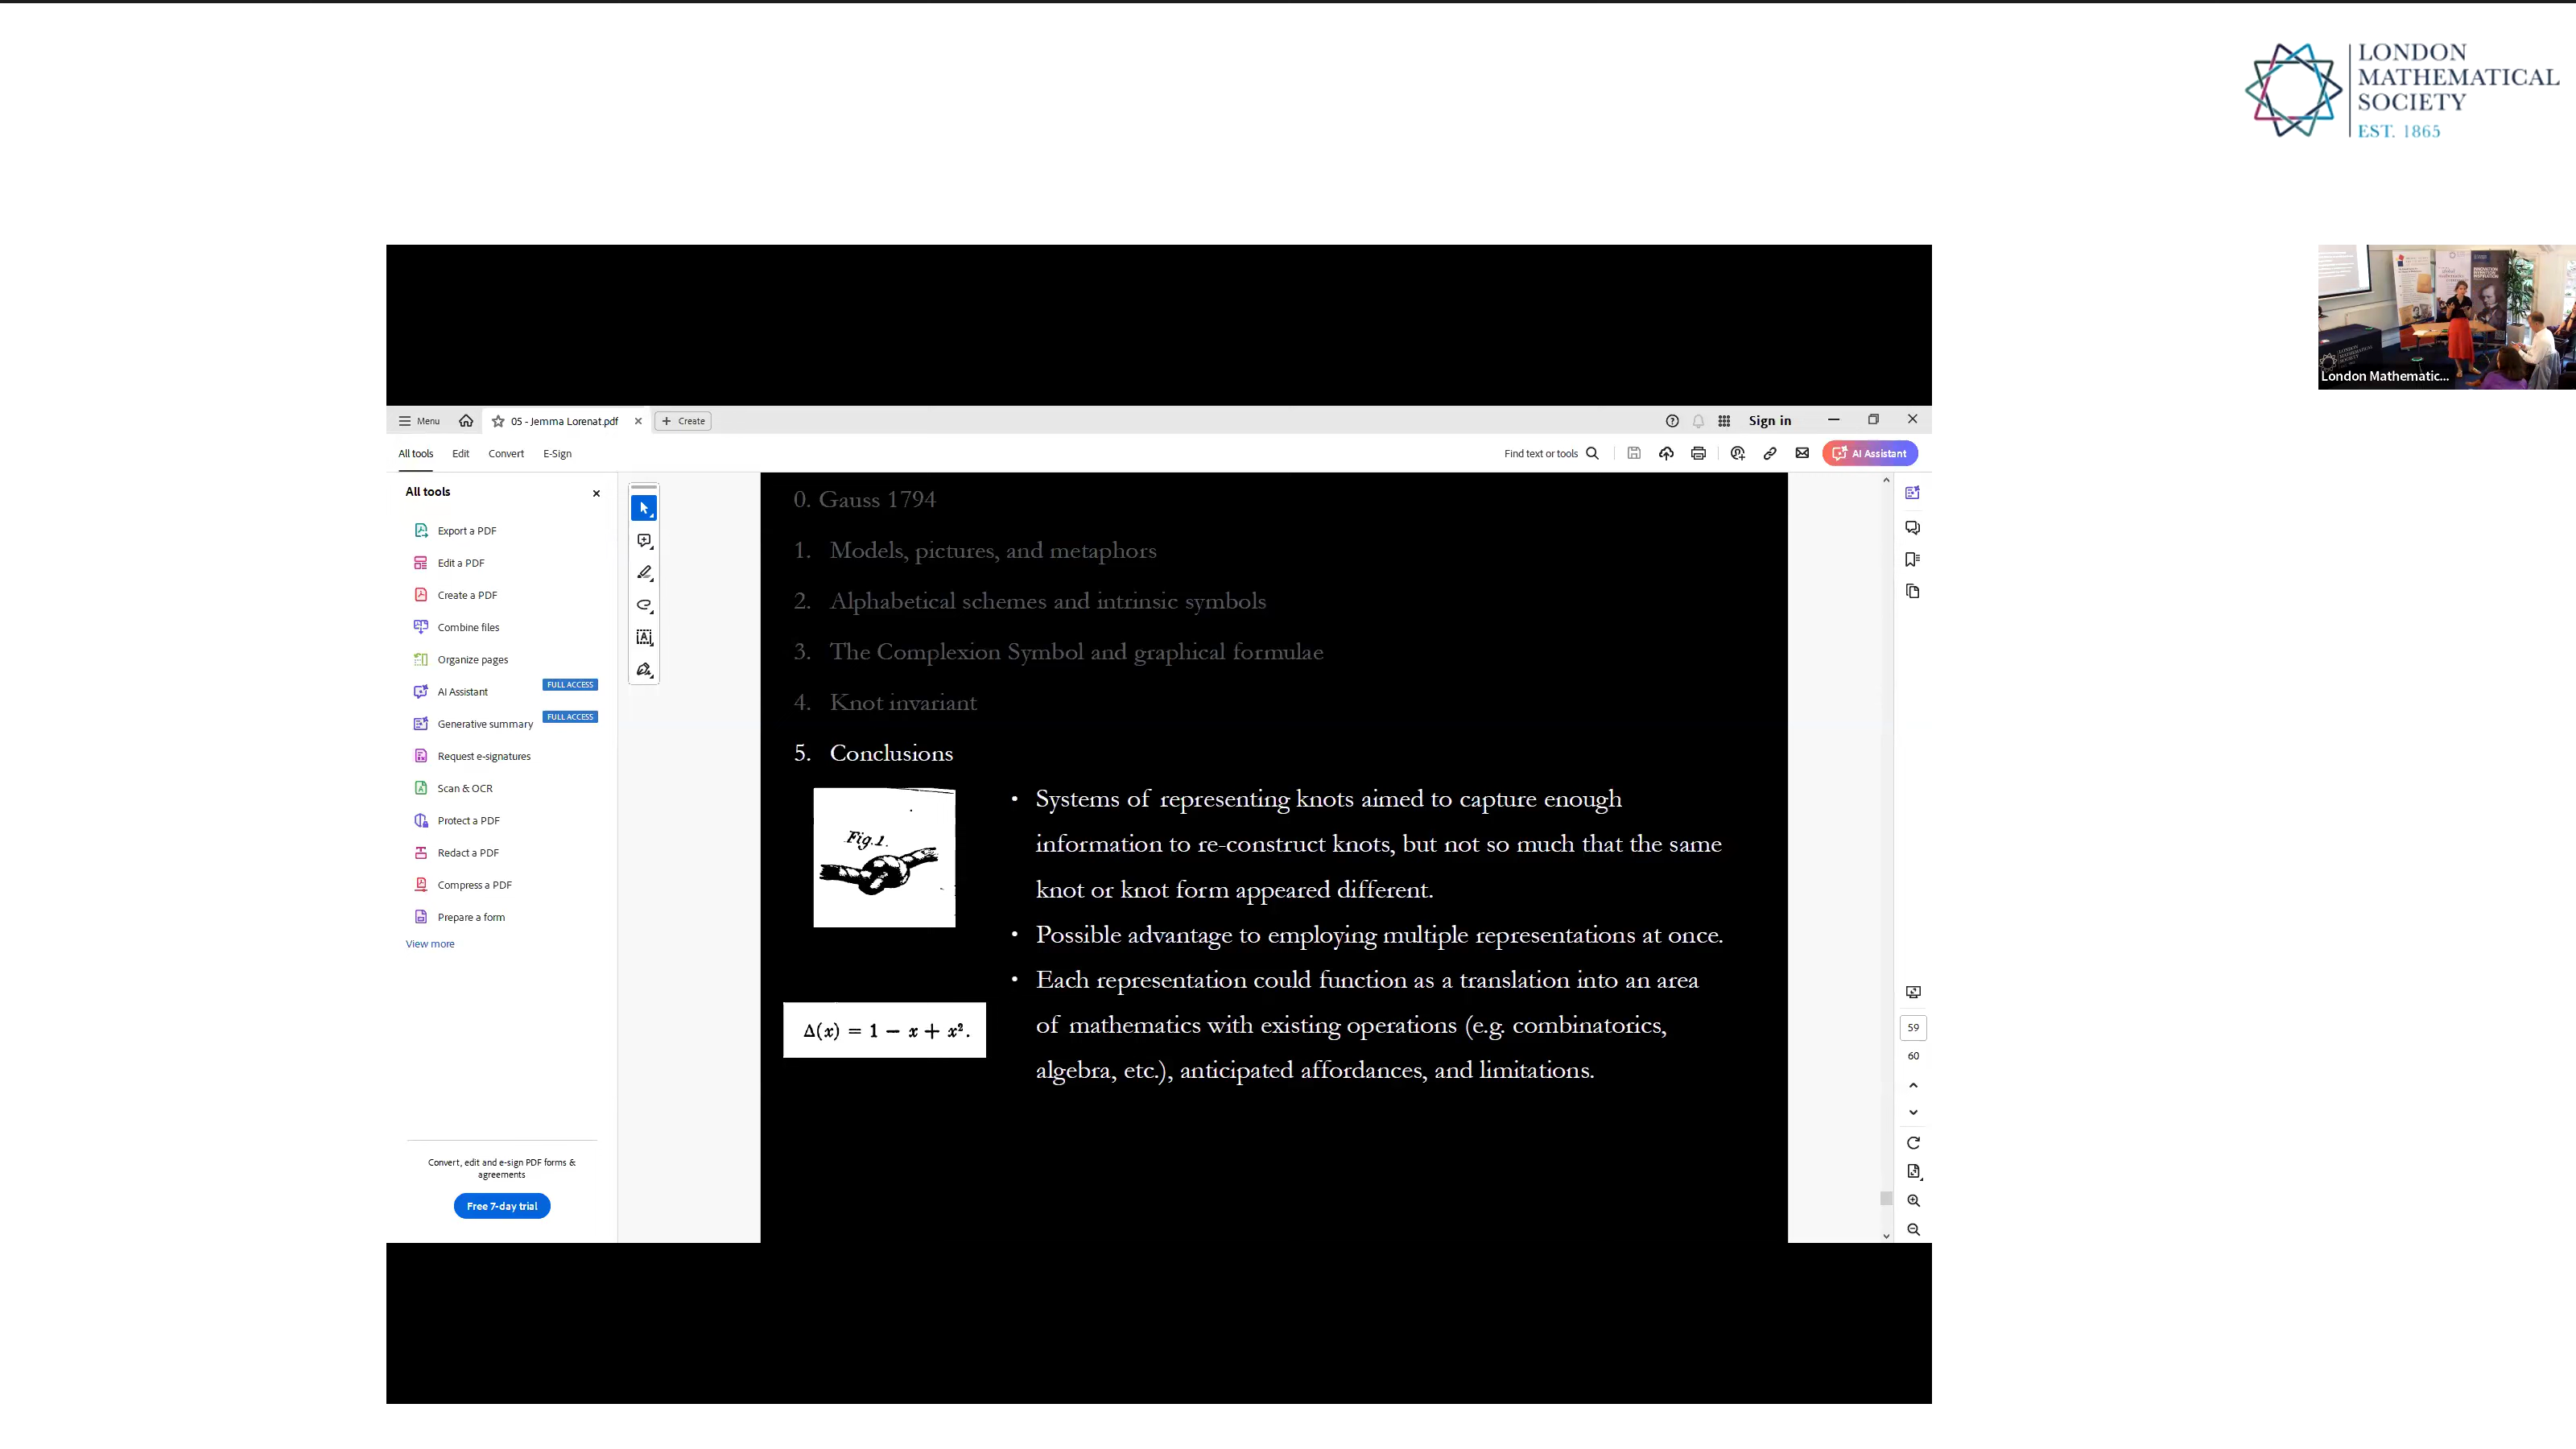 LONDON
MATHEMATICAL
SOCIETY
EST. 1865
London Mathematic...
Menu
05 - Jemma Lorenat.pdf
Create
Sign in
All tools
Edit
Convert
E-Sign
Find text or tools
AI Assistant
All tools
Export a PDF
Edit a PDF
Create a PDF
Combine files
Organize pages
AI Assistant
FULL ACCESS
Generative summary
FULL ACCESS
Request e-signatures
Scan & OCR
Protect a PDF
Redact a PDF
Compress a PDF
Prepare a form
View more
Convert, edit and e-sign PDF forms &
agreements
Free 7-day trial
0. Gauss 1794
1. Models, pictures, and metaphors
2. Alphabetical schemes and intrinsic symbols
3. The Complexion Symbol and graphical formulae
4. Knot invariant
5. Conclusions
Fig.1.
Δ(x) = 1 − x + x².
• Systems of representing knots aimed to capture enough
information to re-construct knots, but not so much that the same
knot or knot form appeared different.
• Possible advantage to employing multiple representations at once.
• Each representation could function as a translation into an area
of mathematics with existing operations (e.g. combinatorics,
algebra, etc.), anticipated affordances, and limitations.
59
60